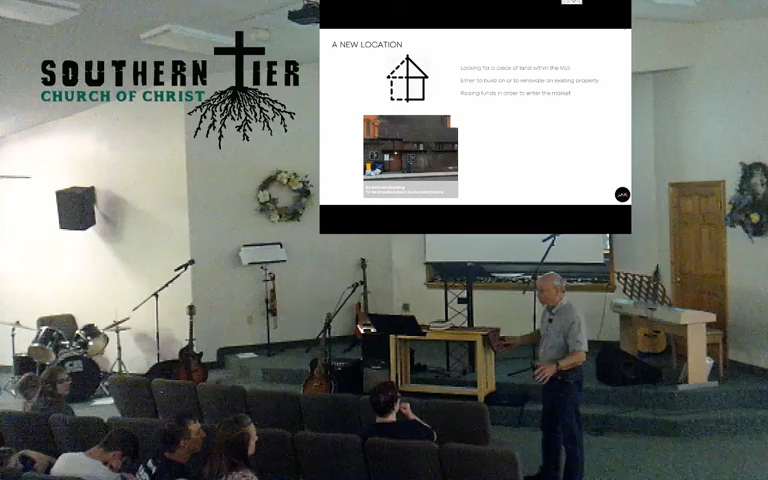 SOUTHERN TIER
CHURCH OF CHRIST
A NEW LOCATION
Looking for a piece of land within the
Either to build on or to renovate an existing property
Raising funds in order to enter the market